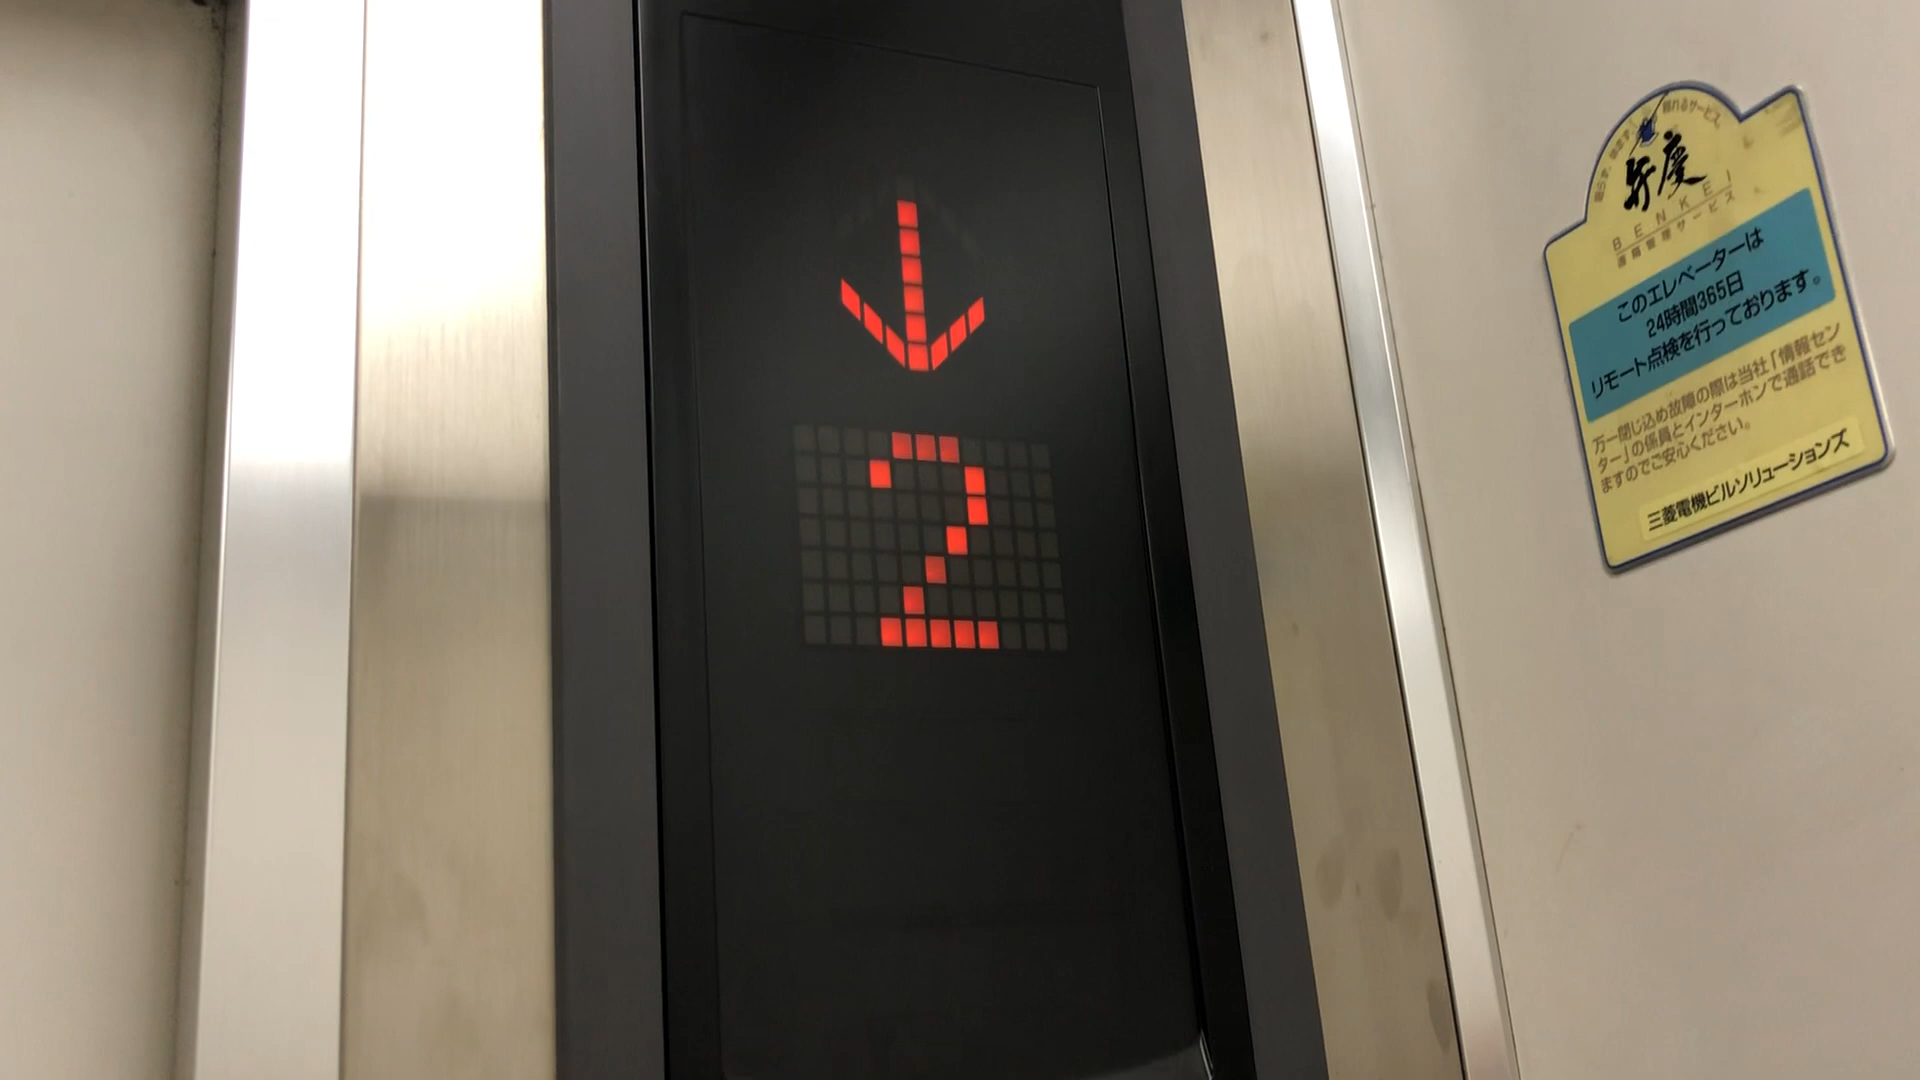 2
弁慶
BENKEI
遠隔管理サービス
このエレベーターは
24時間365日
リモート点検を行っております。
万一閉じ込め故障の際は当社「情報セン
ター」の係員とインターホンで通話でき
ますのでご安心ください。
三菱電機ビルソリューションズ